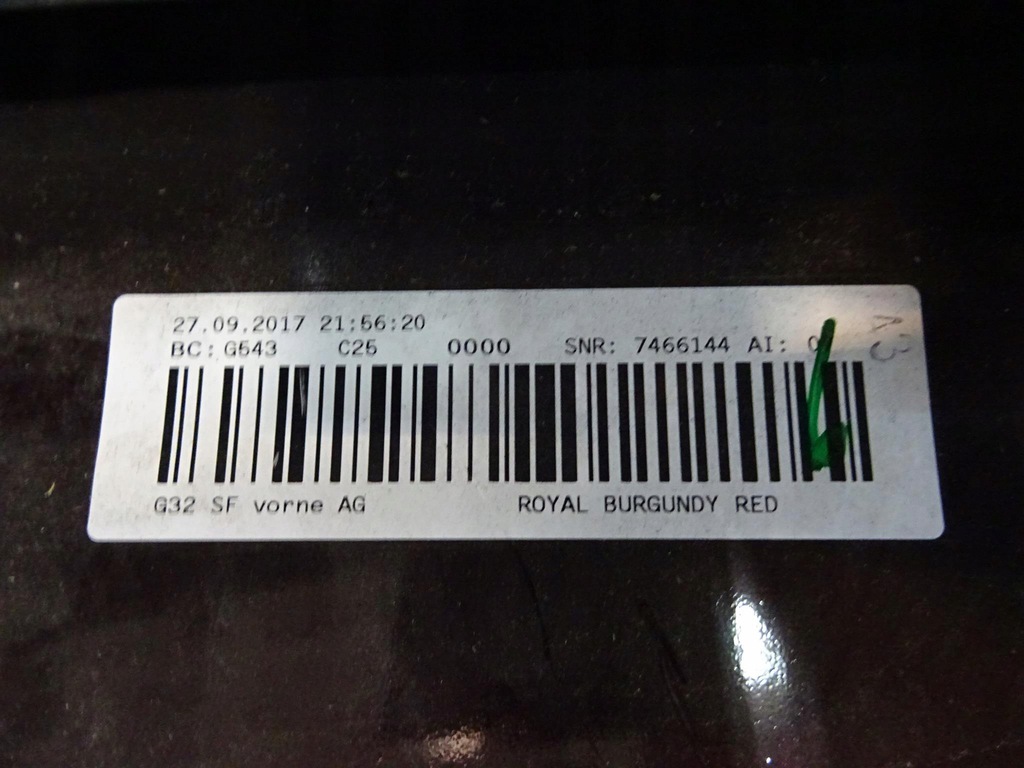 27.09.2017 21:56:20
BC: G543 C25 0000 SNR: 7466144 AI:
G32 SF vorne AG ROYAL BURGUNDY RED